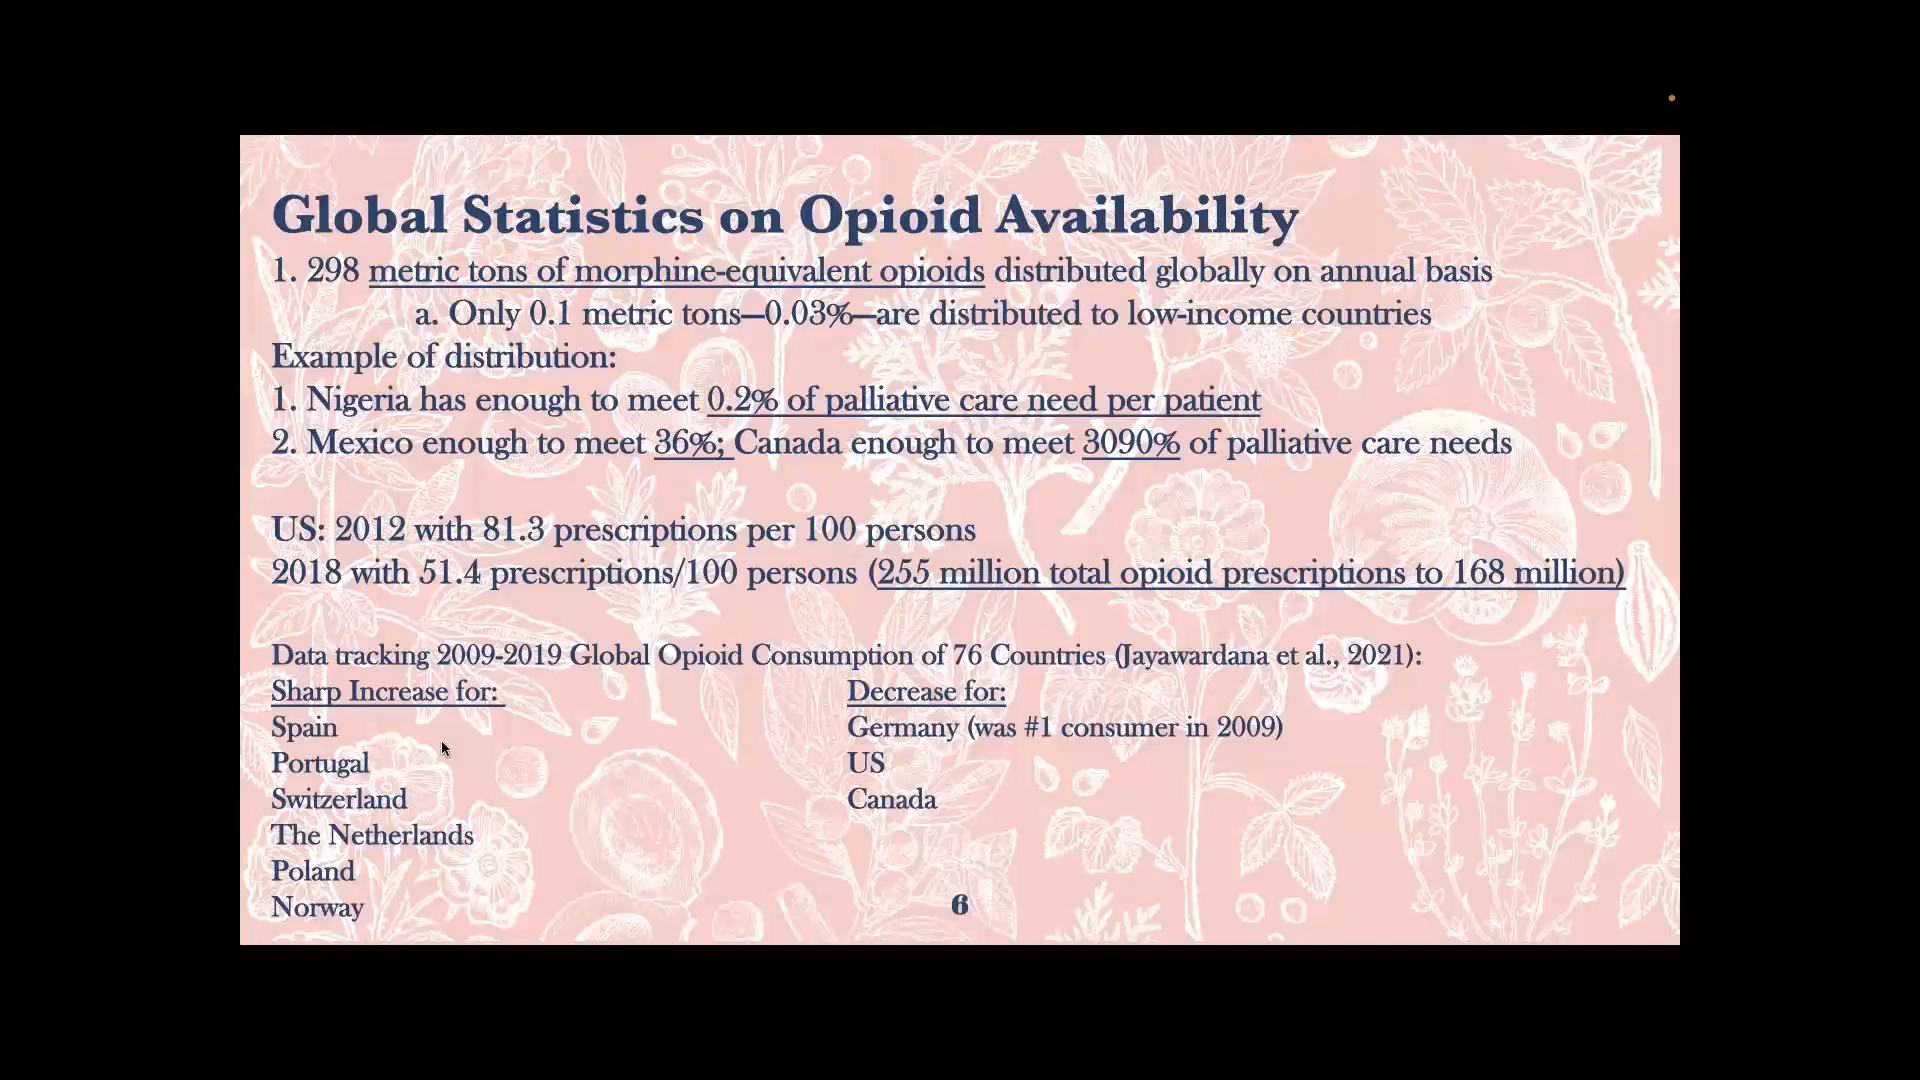 Global Statistics on Opioid Availability
1. 298 metric tons of morphine-equivalent opioids distributed globally on annual basis
a. Only 0.1 metric tons—0.03%—are distributed to low-income countries
Example of distribution:
1. Nigeria has enough to meet 0.2% of palliative care need per patient
2. Mexico enough to meet 36%; Canada enough to meet 3090% of palliative care needs
US: 2012 with 81.3 prescriptions per 100 persons
2018 with 51.4 prescriptions/100 persons (255 million total opioid prescriptions to 168 million)
Data tracking 2009-2019 Global Opioid Consumption of 76 Countries (Jayawardana et al., 2021):
Sharp Increase for:
Spain
Portugal
Switzerland
The Netherlands
Poland
Norway
Decrease for:
Germany (was #1 consumer in 2009)
US
Canada
6